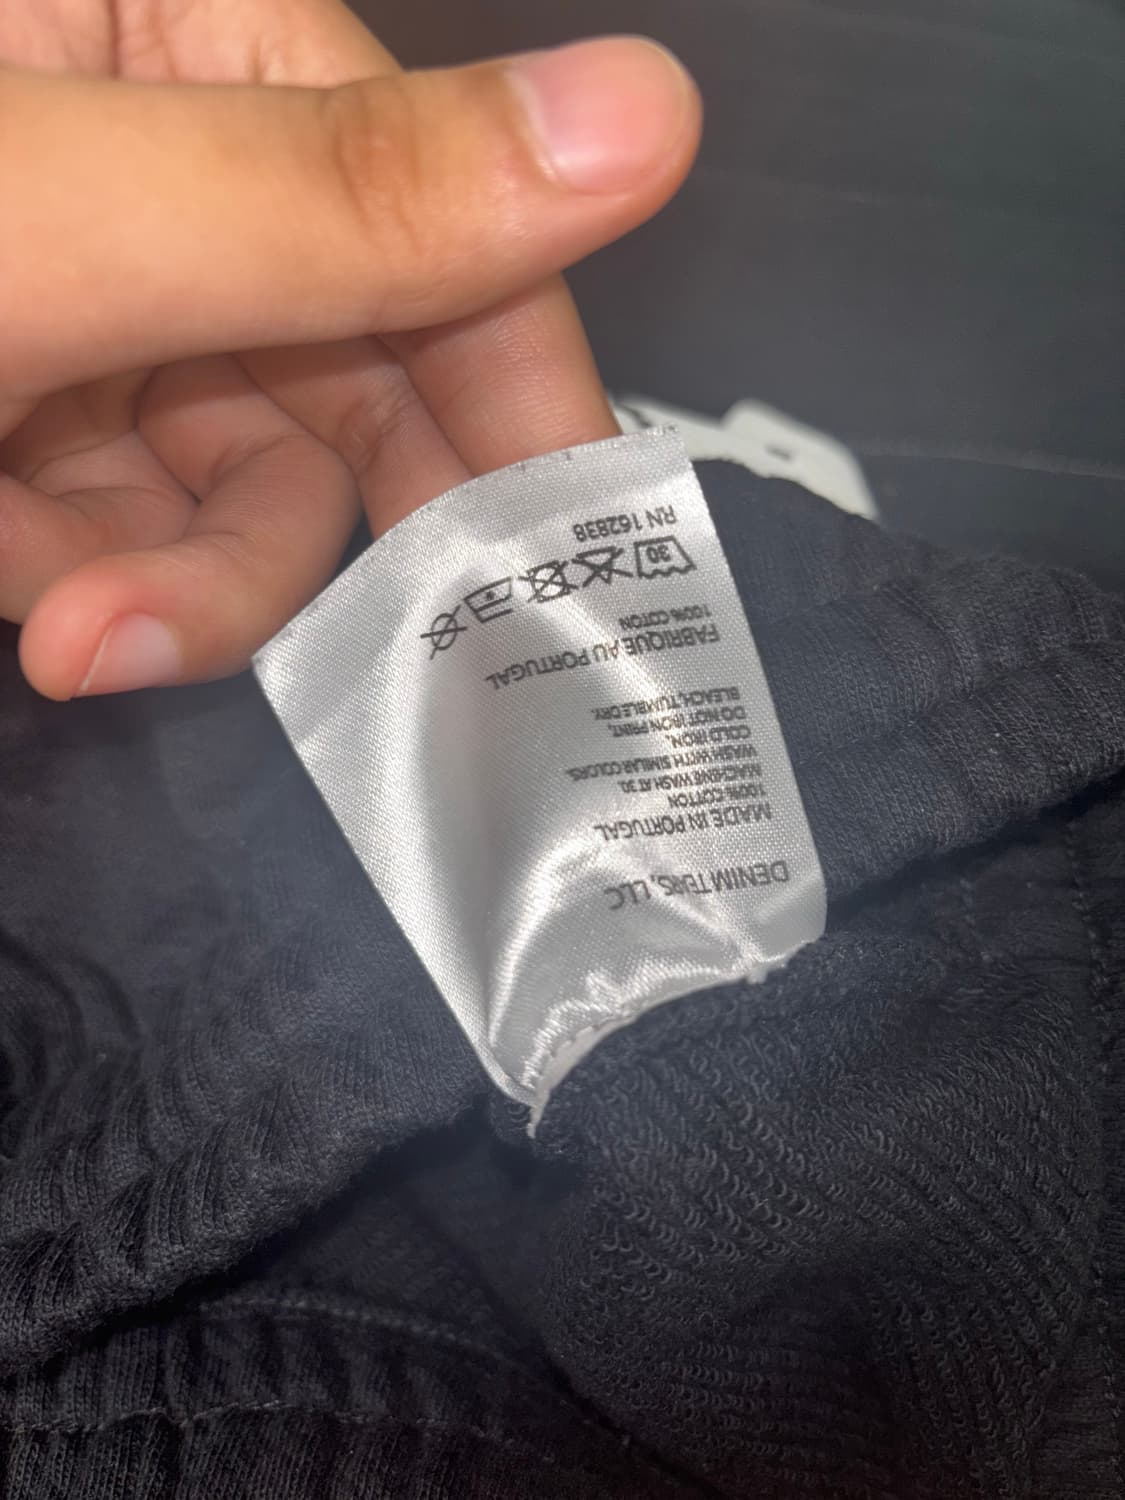 DENIM TEARS, LLC
MADE IN PORTUGAL
100% COTTON
MACHINE WASH AT 30.
WASH WITH SIMILAR COLORS.
COLD IRON.
DO NOT IRON PRINT,
BLEACH, TUMBLE DRY.
FABRIQUE AU PORTUGAL
100% COTON
30
RN 162838